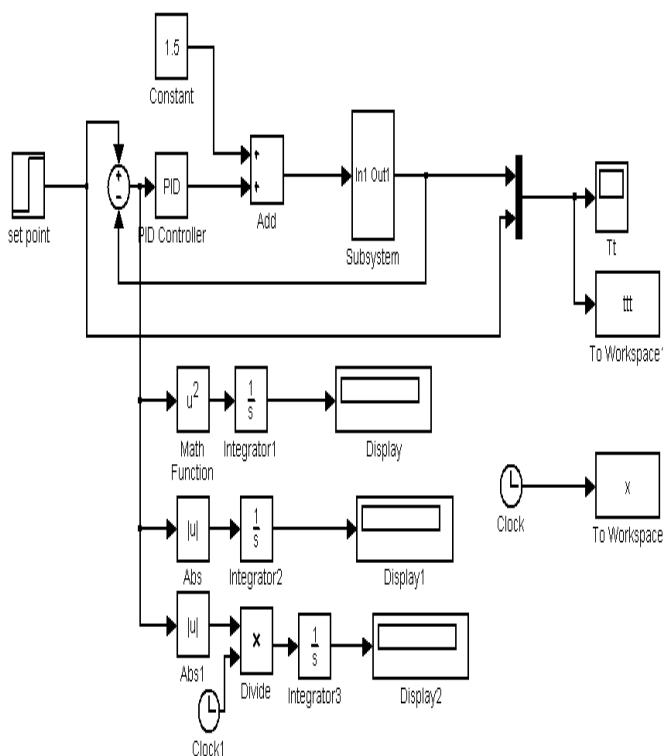 1.5
Constant
+
−
PID
+
+
In1 Out1
set point
PID Controller
Add
Subsystem
Tt
ttt
To Workspace1
u²
1
s
Math
Function
Integrator1
Display
x
Clock
To Workspace
|u|
1
s
Abs
Integrator2
Display1
|u|
×
1
s
Abs1
Divide
Integrator3
Display2
Clock1